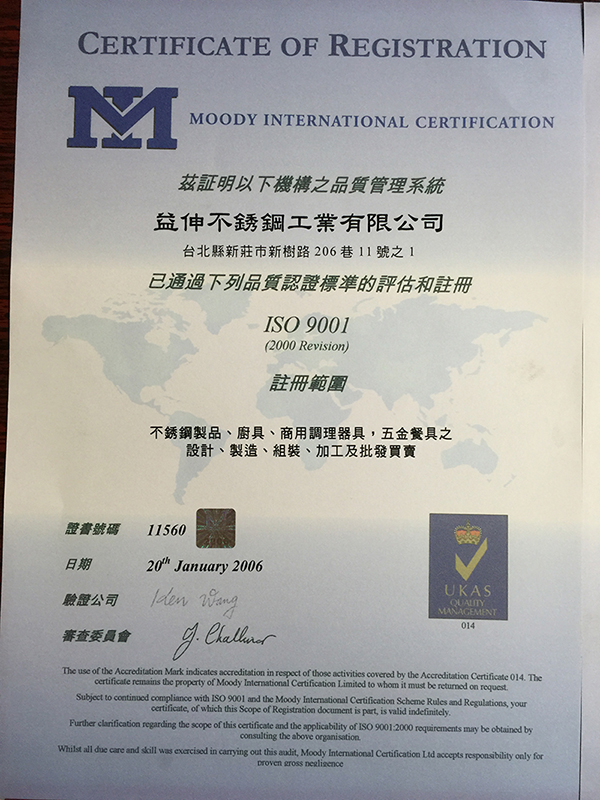 CERTIFICATE OF REGISTRATION
MOODY INTERNATIONAL CERTIFICATION
茲証明以下機構之品質管理系統
益伸不銹鋼工業有限公司
台北縣新莊市新樹路 206 巷 11 號之 1
已通過下列品質認證標準的評估和註冊
ISO 9001
(2000 Revision)
註冊範圍
不銹鋼製品、廚具、商用調理器具,五金餐具之
設計、製造、組裝、加工及批發買賣
證書號碼 11560
日期 20th January 2006
驗證公司 Ken Wang
審查委員會
UKAS
QUALITY
MANAGEMENT
014
The use of the Accreditation Mark indicates accreditation in respect of those activities covered by the Accreditation Certificate 014. The
certificate remains the property of Moody International Certification Limited to whom it must be returned on request.
Subject to continued compliance with ISO 9001 and the Moody International Certification Scheme Rules and Regulations, your
certificate, of which this Scope of Registration document is part, is valid indefinitely.
Further clarification regarding the scope of this certificate and the applicability of ISO 9001:2000 requirements may be obtained by
consulting the above organisation.
Whilst all due care and skill was exercised in carrying out this audit, Moody International Certification Ltd accepts responsibility only for
proven gross negligence